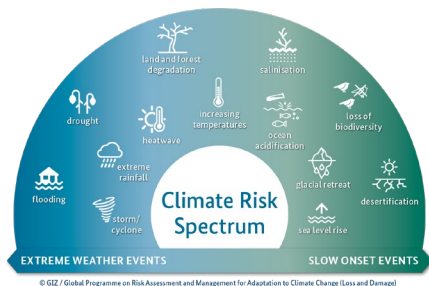 land and forest
degradation
salinisation
drought
heatwave
increasing
temperatures
ocean
acidification
loss of
biodiversity
flooding
extreme
rainfall
storm/
cyclone
glacial retreat
sea level rise
desertification
Climate Risk
Spectrum
EXTREME WEATHER EVENTS
SLOW ONSET EVENTS
© GIZ / Global Programme on Risk Assessment and Management for Adaptation to Climate Change (Loss and Damage)